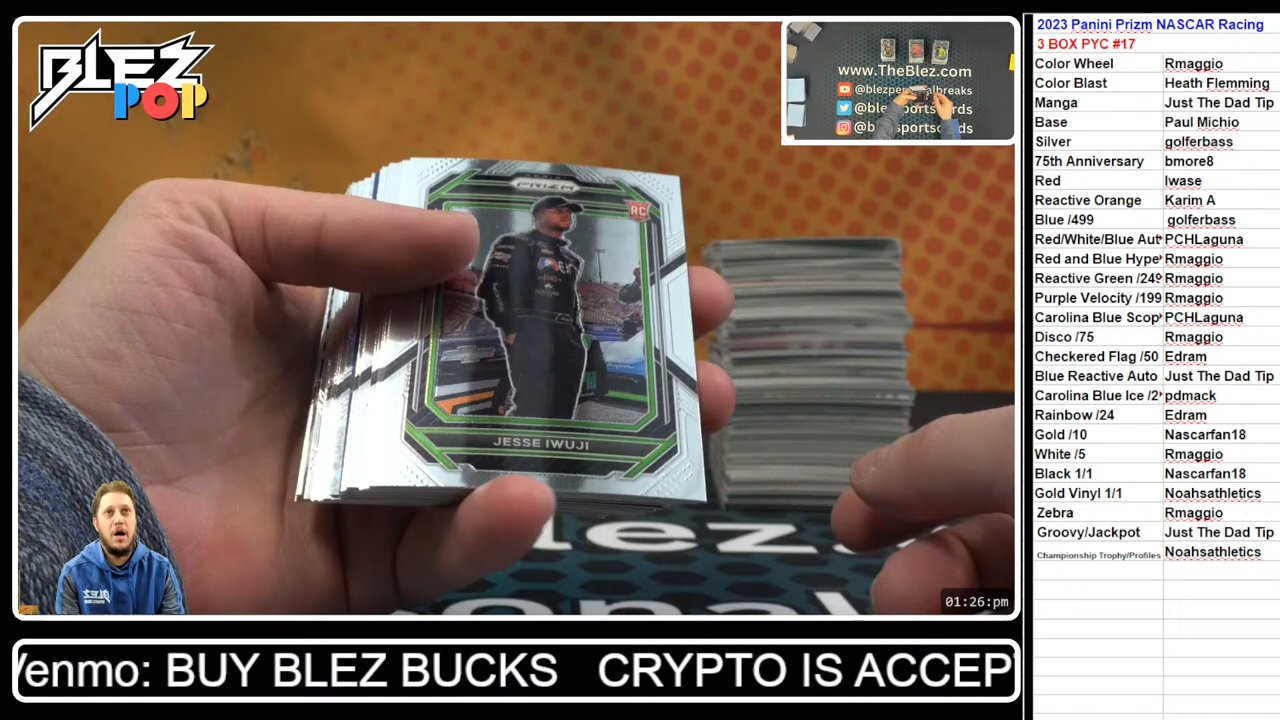 BLEZ
POP
www.TheBlez.com
PRIZM
RC
JESSE IWUJI
01:26:pm
Venmo: BUY BLEZ BUCKS CRYPTO IS ACCEP
2023 Panini Prizm NASCAR Racing
3 BOX PYC #17
Color Wheel Rmaggio
Color Blast Heath Flemming
Manga Just The Dad Tip
Base Paul Michio
Silver golferbass
75th Anniversary bmore8
Red Iwase
Reactive Orange Karim A
Blue /499 golferbass
Red/White/Blue Aut PCHLaguna
Red and Blue Hype Rmaggio
Reactive Green /249 Rmaggio
Purple Velocity /199 Rmaggio
Carolina Blue Scop PCHLaguna
Disco /75 Rmaggio
Checkered Flag /50 Edram
Blue Reactive Auto Just The Dad Tip
Carolina Blue Ice /2 pdmack
Rainbow /24 Edram
Gold /10 Nascarfan18
White /5 Rmaggio
Black 1/1 Nascarfan18
Gold Vinyl 1/1 Noahsathletics
Zebra Rmaggio
Groovy/Jackpot Just The Dad Tip
Championship Trophy/Profiles Noahsathletics